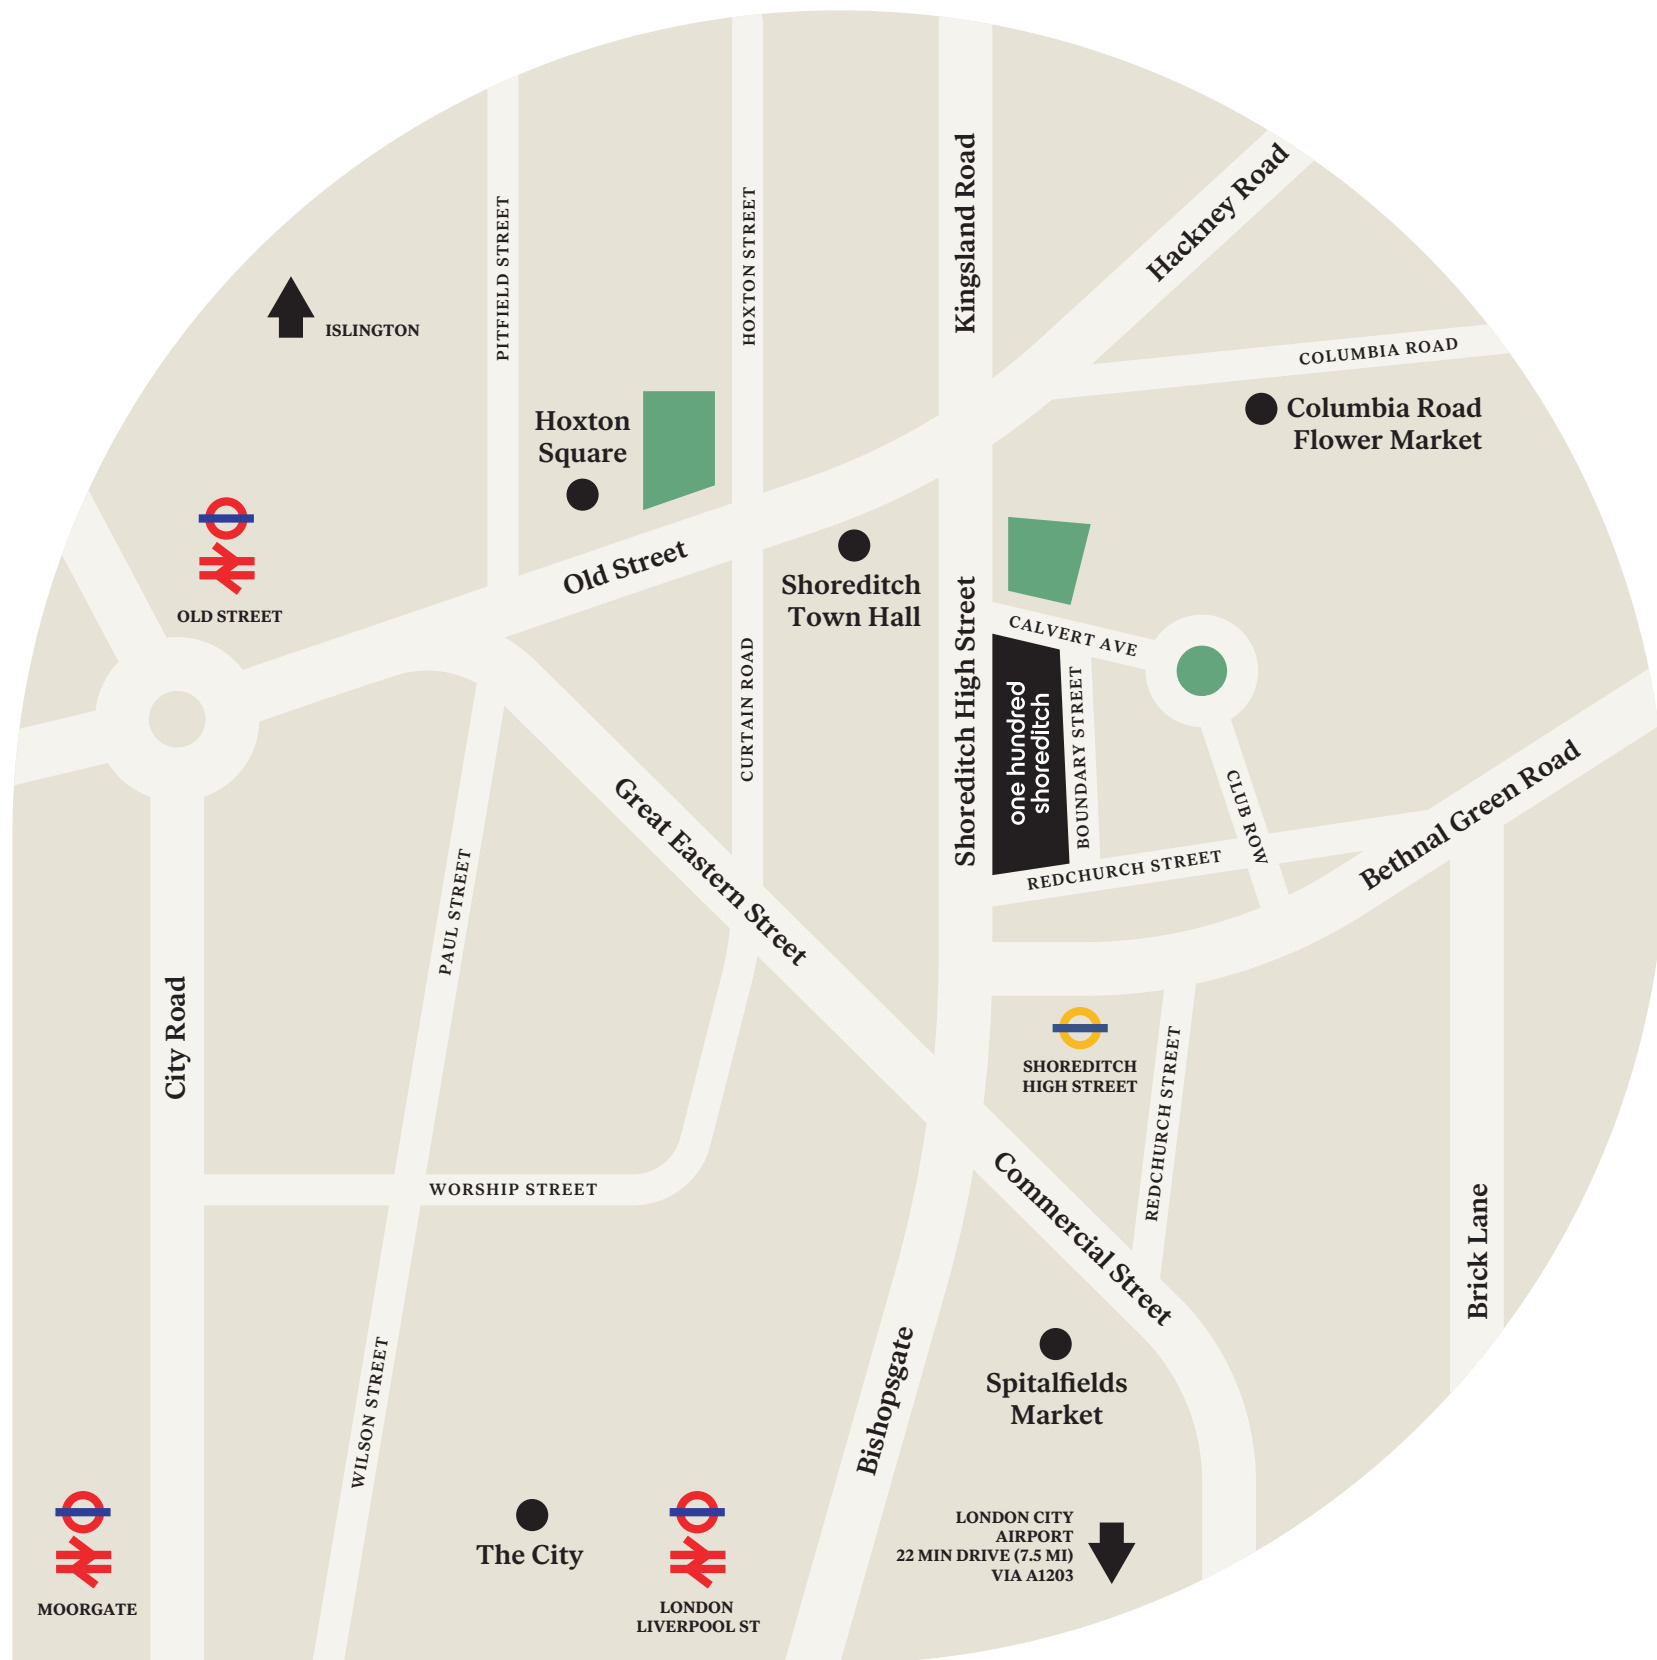 Kingsland Road
Hackney Road
PITFIELD STREET
HOXTON STREET
ISLINGTON
COLUMBIA ROAD
Hoxton
Square
Columbia Road
Flower Market
Old Street
OLD STREET
Shoreditch
Town Hall
CALVERT AVE
Shoreditch High Street
one hundred
shoreditch
BOUNDARY STREET
CURTAIN ROAD
CLUB ROW
Bethnal Green Road
Great Eastern Street
REDCHURCH STREET
PAUL STREET
City Road
SHOREDITCH
HIGH STREET
REDCHURCH STREET
WORSHIP STREET
Commercial Street
Brick Lane
WILSON STREET
Bishopsgate
Spitalfields
Market
The City
LONDON CITY
AIRPORT
22 MIN DRIVE (7.5 MI)
VIA A1203
MOORGATE
LONDON
LIVERPOOL ST